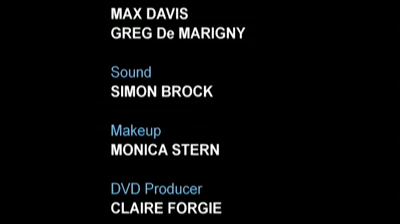 MAX DAVIS
GREG De MARIGNY
Sound
SIMON BROCK
Makeup
MONICA STERN
DVD Producer
CLAIRE FORGIE